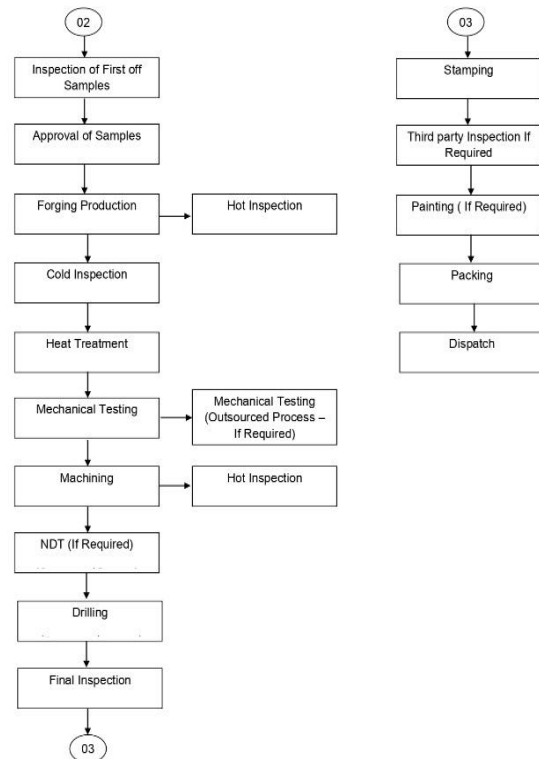 02
Inspection of First off
Samples
Approval of Samples
Forging Production
Hot Inspection
Cold Inspection
Heat Treatment
Mechanical Testing
Mechanical Testing
(Outsourced Process –
If Required)
Machining
Hot Inspection
NDT (If Required)
Drilling
Final Inspection
03
03
Stamping
Third party Inspection If
Required
Painting ( If Required)
Packing
Dispatch